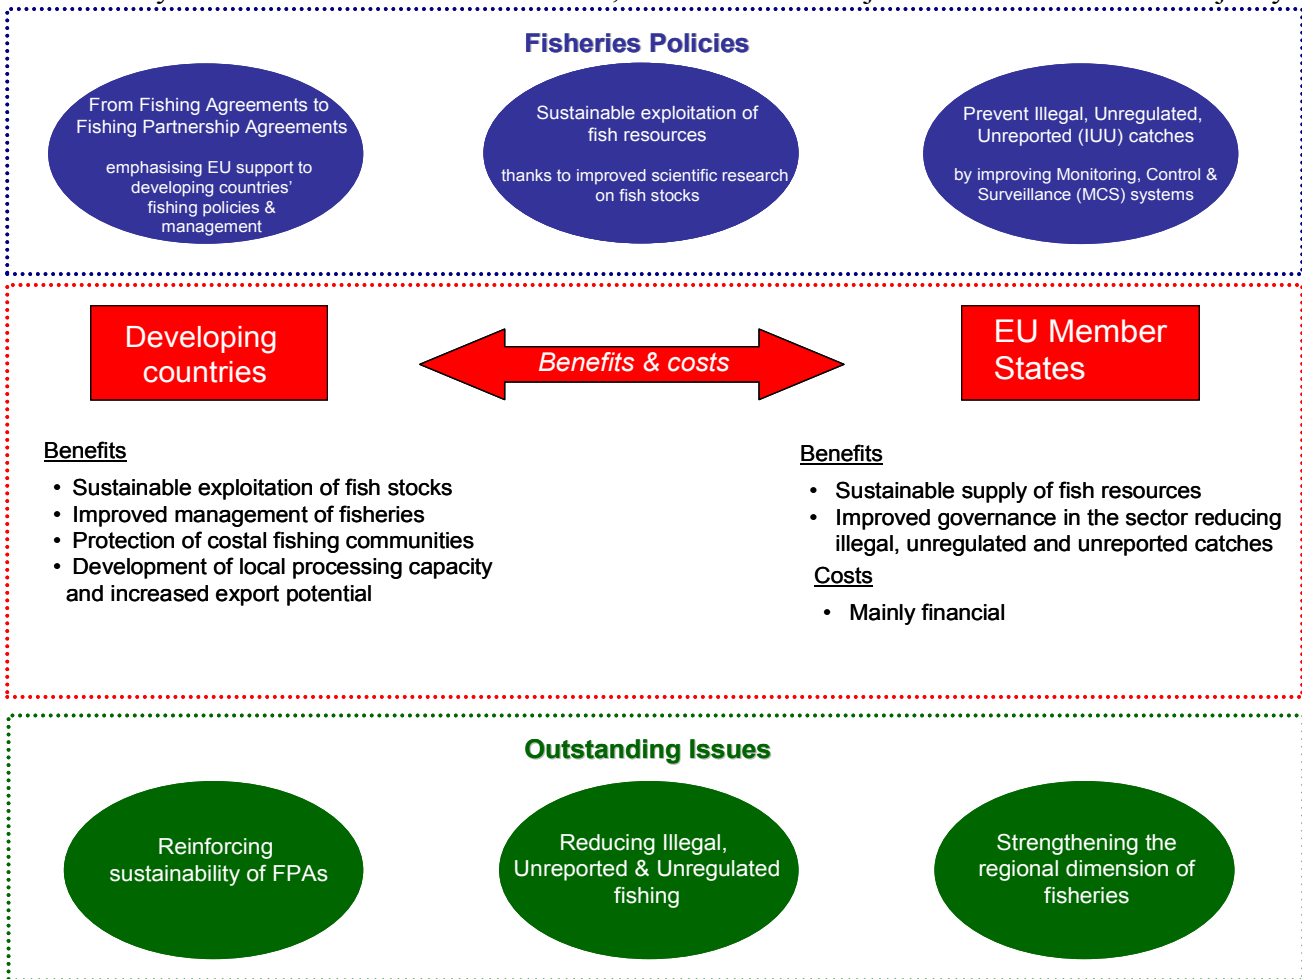 Fisheries Policies
From Fishing Agreements to
Fishing Partnership Agreements
emphasising EU support to
developing countries'
fishing policies &
management
Sustainable exploitation of
fish resources
thanks to improved scientific research
on fish stocks
Prevent Illegal, Unregulated,
Unreported (IUU) catches
by improving Monitoring, Control &
Surveillance (MCS) systems
Developing
countries
Benefits & costs
EU Member
States
Benefits
• Sustainable exploitation of fish stocks
• Improved management of fisheries
• Protection of costal fishing communities
• Development of local processing capacity
and increased export potential
Benefits
• Sustainable supply of fish resources
• Improved governance in the sector reducing
illegal, unregulated and unreported catches
Costs
• Mainly financial
Outstanding Issues
Reinforcing
sustainability of FPAs
Reducing Illegal,
Unreported & Unregulated
fishing
Strengthening the
regional dimension of
fisheries